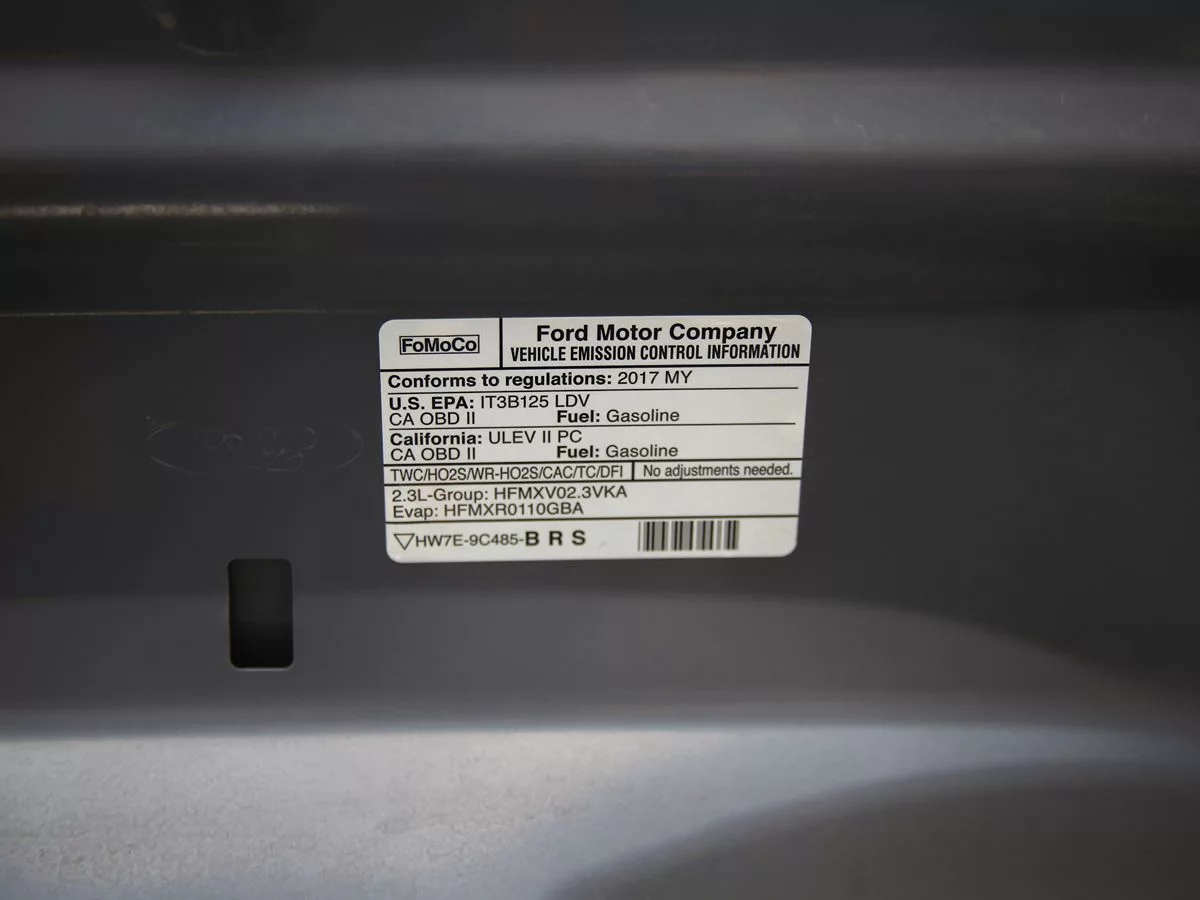 FoMoCo
Ford Motor Company
VEHICLE EMISSION CONTROL INFORMATION
Conforms to regulations: 2017 MY
U.S. EPA: IT3B125 LDV
CA OBD II Fuel: Gasoline
California: ULEV II PC
CA OBD II Fuel: Gasoline
TWC/HO2S/WR-HO2S/CAC/TC/DFI No adjustments needed.
2.3L-Group: HFMXV02.3VKA
Evap: HFMXR0110GBA
HW7E-9C485-B R S